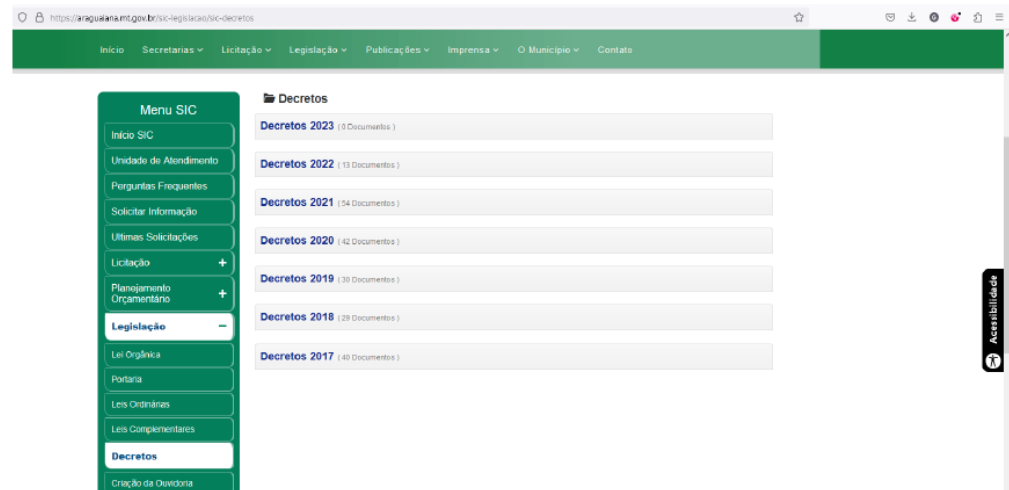 https://araguaiana.mt.gov.br/sic-legislacao/sic-decretos
Início Secretarias Licitação Legislação Publicações Imprensa O Município Contato
Menu SIC
Início SIC
Unidade de Atendimento
Perguntas Frequentes
Solicitar Informação
Ultimas Solicitações
Licitação +
Planejamento
Orçamentário +
Legislação −
Lei Orgânica
Portaria
Leis Ordinárias
Leis Complementares
Decretos
Criação da Ouvidoria
Decretos
Decretos 2023 ( 0 Documentos )
Decretos 2022 ( 13 Documentos )
Decretos 2021 ( 54 Documentos )
Decretos 2020 ( 42 Documentos )
Decretos 2019 ( 30 Documentos )
Decretos 2018 ( 29 Documentos )
Decretos 2017 ( 40 Documentos )
Acessibilidade